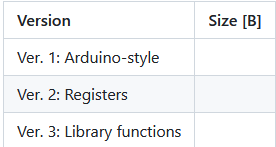 Version Size [B]
Ver. 1: Arduino-style
Ver. 2: Registers
Ver. 3: Library functions